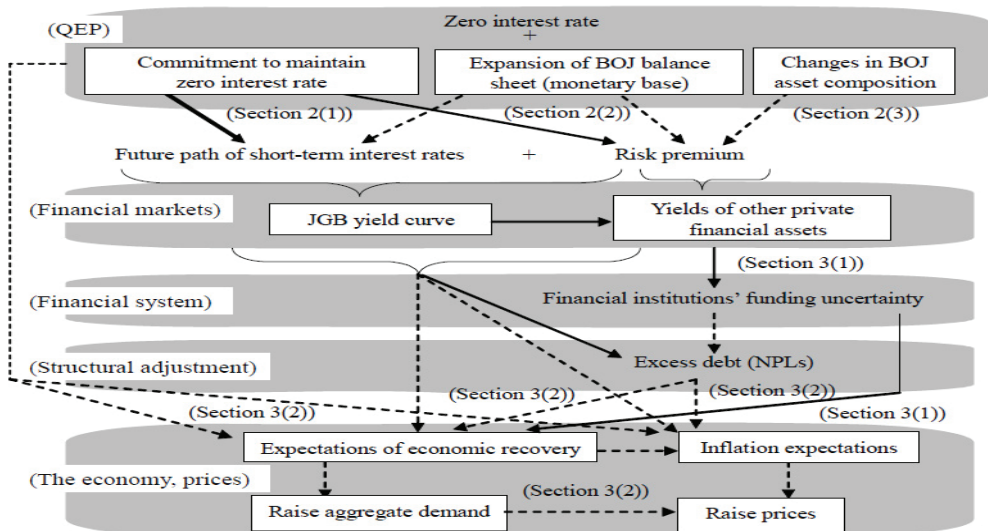 Zero interest rate
(QEP)
+
Commitment to maintain
zero interest rate
Expansion of BOJ balance
sheet (monetary base)
Changes in BOJ
asset composition
(Section 2(1))
(Section 2(2))
(Section 2(3))
Future path of short-term interest rates
+
Risk premium
(Financial markets)
JGB yield curve
Yields of other private
financial assets
(Section 3(1))
(Financial system)
Financial institutions’ funding uncertainty
(Structural adjustment)
Excess debt (NPLs)
(Section 3(2))
(Section 3(2))
(Section 3(2))
(Section 3(1))
Expectations of economic recovery
Inflation expectations
(The economy, prices)
(Section 3(2))
Raise aggregate demand
Raise prices